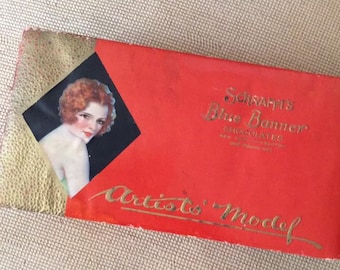 SCHRAFFT'S
Blue Banner
CHOCOLATES
Artists' Model